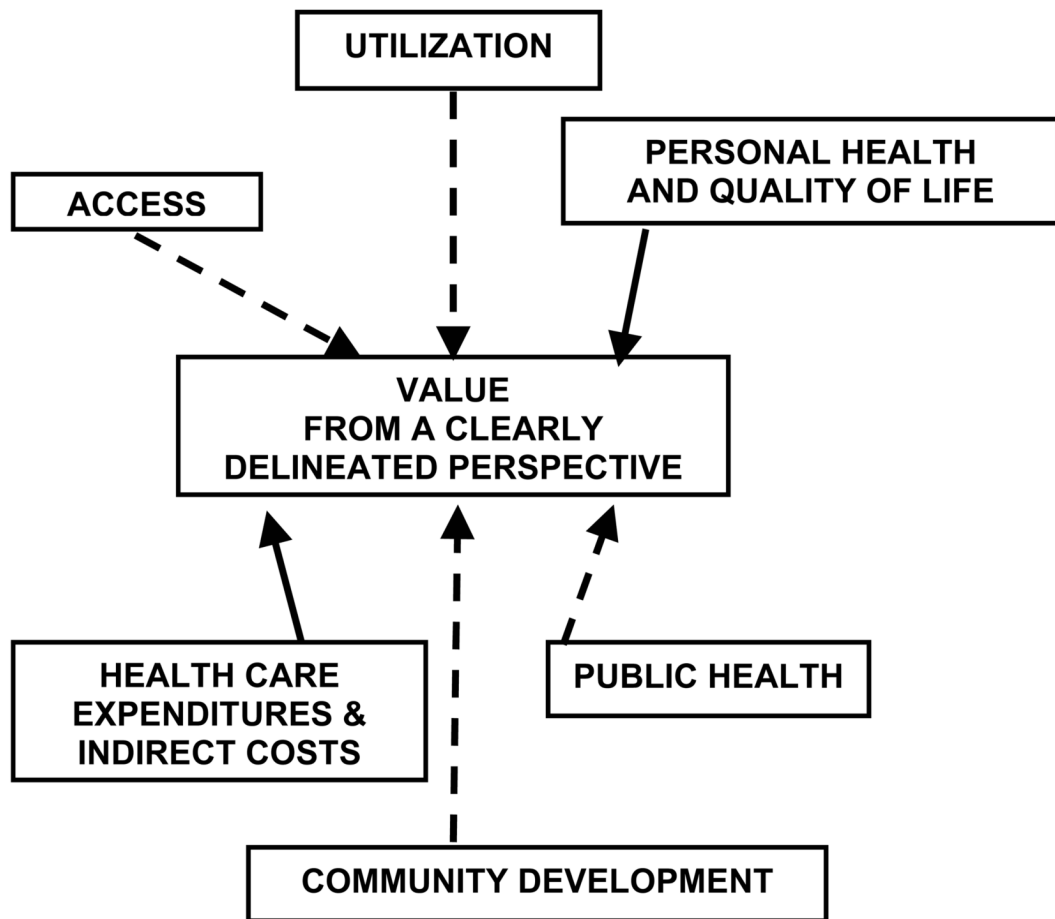 UTILIZATION
PERSONAL HEALTH
AND QUALITY OF LIFE
ACCESS
VALUE
FROM A CLEARLY
DELINEATED PERSPECTIVE
HEALTH CARE
EXPENDITURES &
INDIRECT COSTS
PUBLIC HEALTH
COMMUNITY DEVELOPMENT